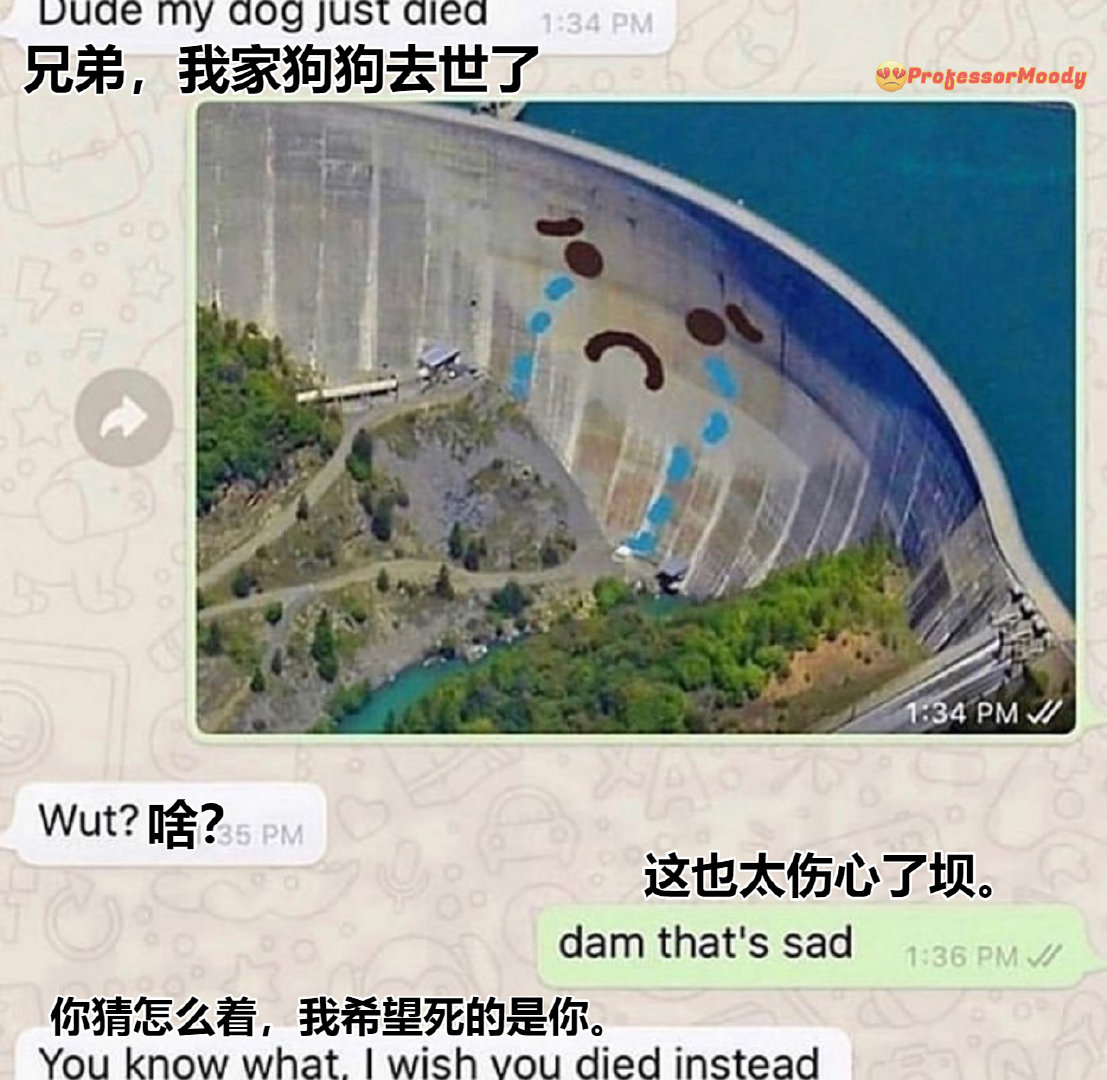 Dude my dog just died 1:34 PM
兄弟，我家狗狗去世了
ProfessorMoody
1:34 PM
Wut? 啥? :35 PM
这也太伤心了坝。
dam that's sad 1:36 PM
你猜怎么着，我希望死的是你。
You know what, I wish you died instead